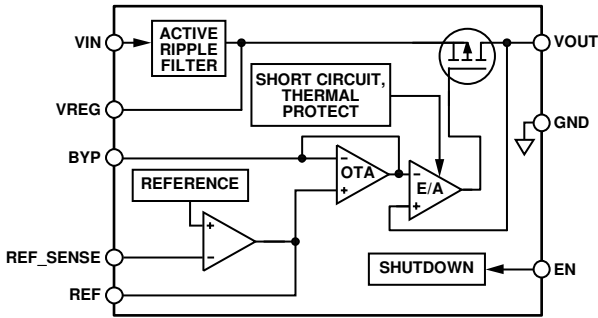 VIN
ACTIVE
RIPPLE
FILTER
VOUT
SHORT CIRCUIT,
THERMAL
PROTECT
VREG
GND
BYP
−
OTA
+
−
E/A
+
REFERENCE
+
−
REF_SENSE
SHUTDOWN
EN
REF